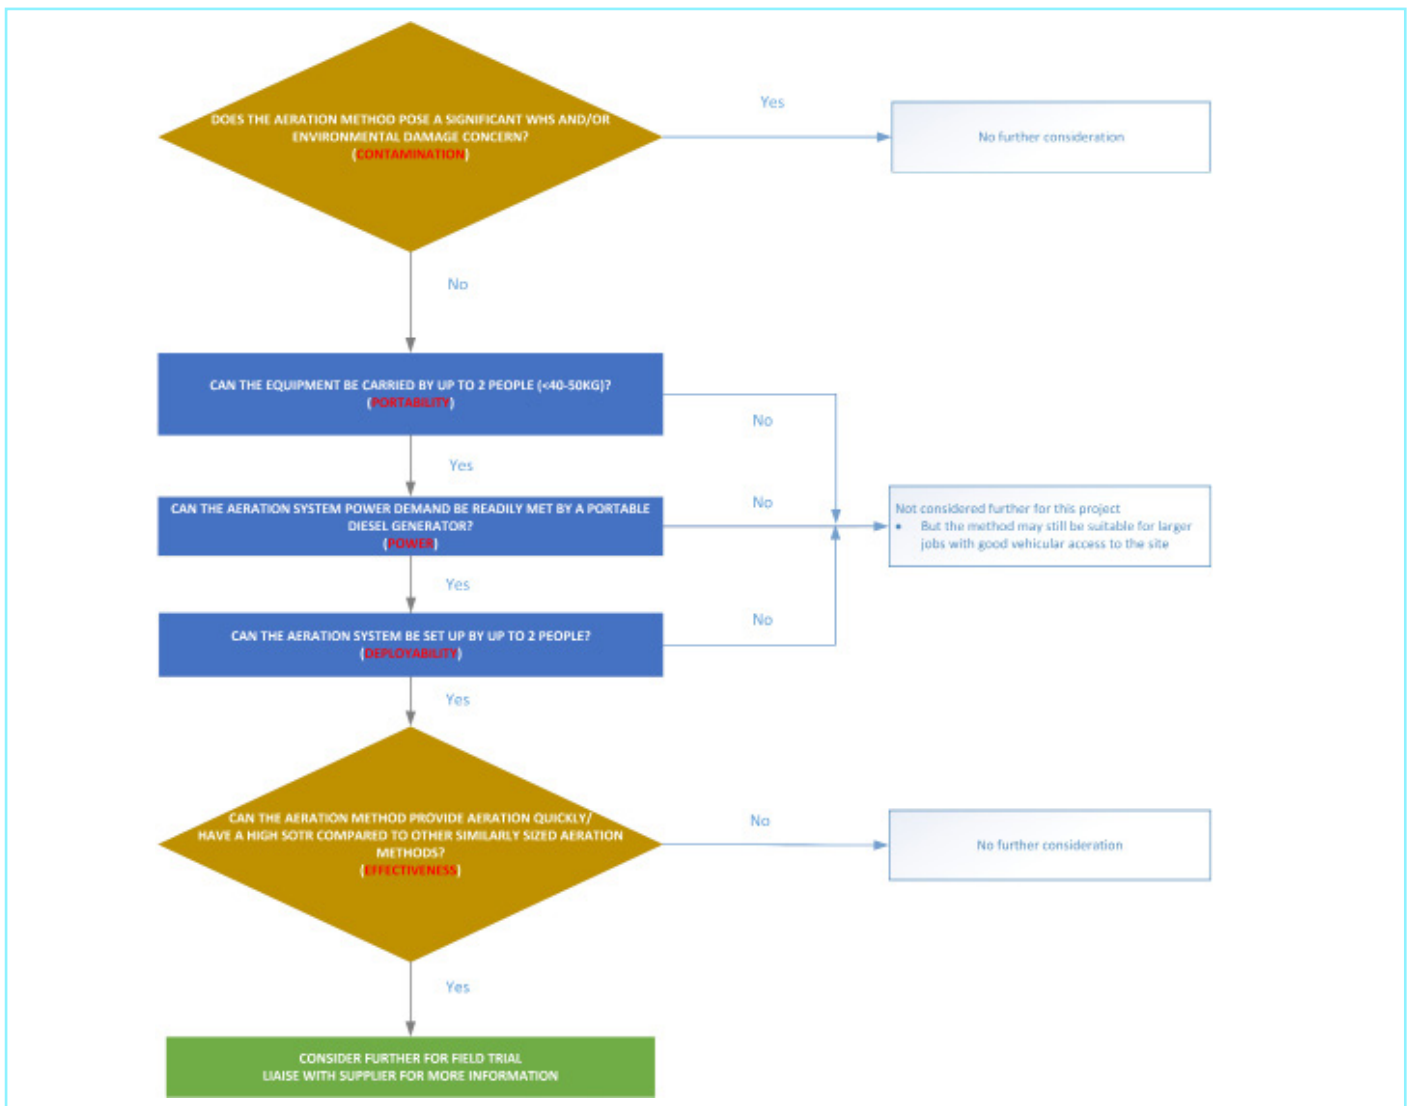 DOES THE AERATION METHOD POSE A SIGNIFICANT WHS AND/OR
ENVIRONMENTAL DAMAGE CONCERN?
(CONTAMINATION)
Yes
No further consideration
No
CAN THE EQUIPMENT BE CARRIED BY UP TO 2 PEOPLE (<40-50KG)?
(PORTABILITY)
No
Yes
CAN THE AERATION SYSTEM POWER DEMAND BE READILY MET BY A PORTABLE
DIESEL GENERATOR?
(POWER)
No
Not considered further for this project
• But the method may still be suitable for larger
jobs with good vehicular access to the site
Yes
CAN THE AERATION SYSTEM BE SET UP BY UP TO 2 PEOPLE?
(DEPLOYABILITY)
No
Yes
CAN THE AERATION METHOD PROVIDE AERATION QUICKLY/
HAVE A HIGH SOTR COMPARED TO OTHER SIMILARLY SIZED AERATION
METHODS?
(EFFECTIVENESS)
No
No further consideration
Yes
CONSIDER FURTHER FOR FIELD TRIAL
LIAISE WITH SUPPLIER FOR MORE INFORMATION